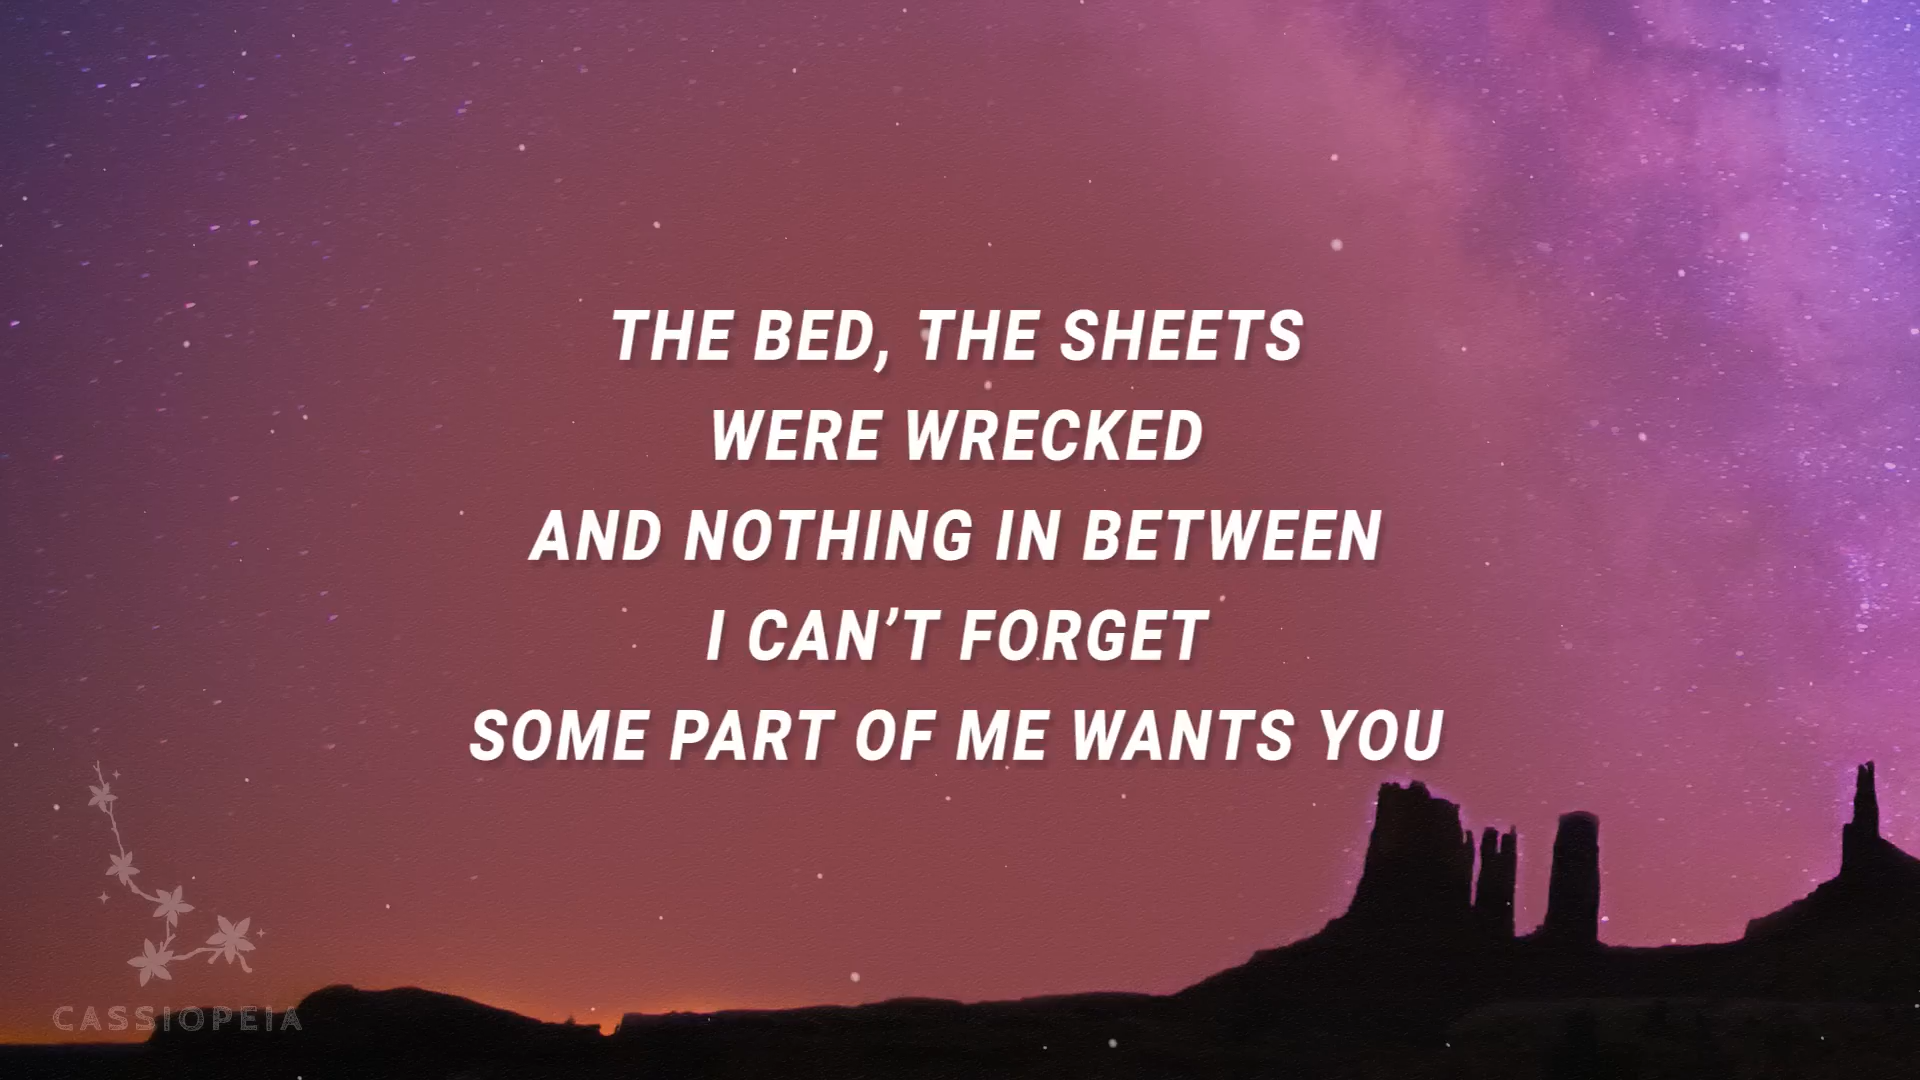 THE BED, THE SHEETS
WERE WRECKED
AND NOTHING IN BETWEEN
I CAN’T FORGET
SOME PART OF ME WANTS YOU
CASSIOPEIA